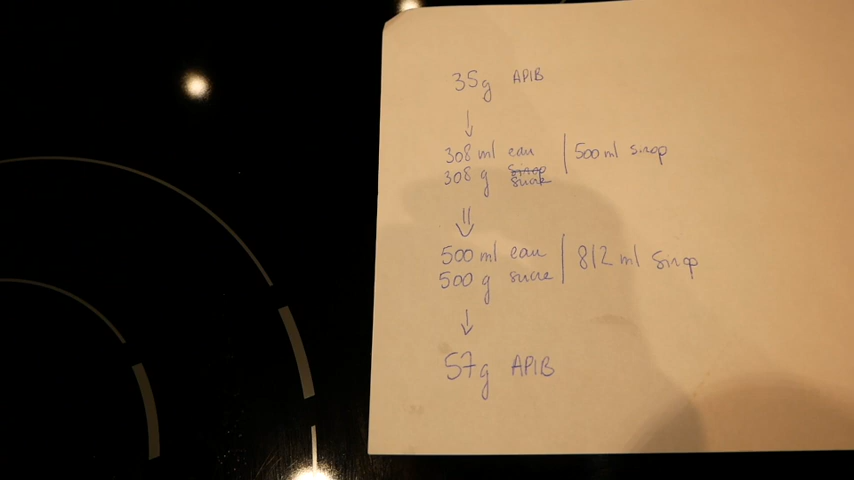 35g APIB
308 ml eau | 500 ml sirop
308 g sirop
sucre
500 ml eau | 812 ml sirop
500 g sucre
57g APIB